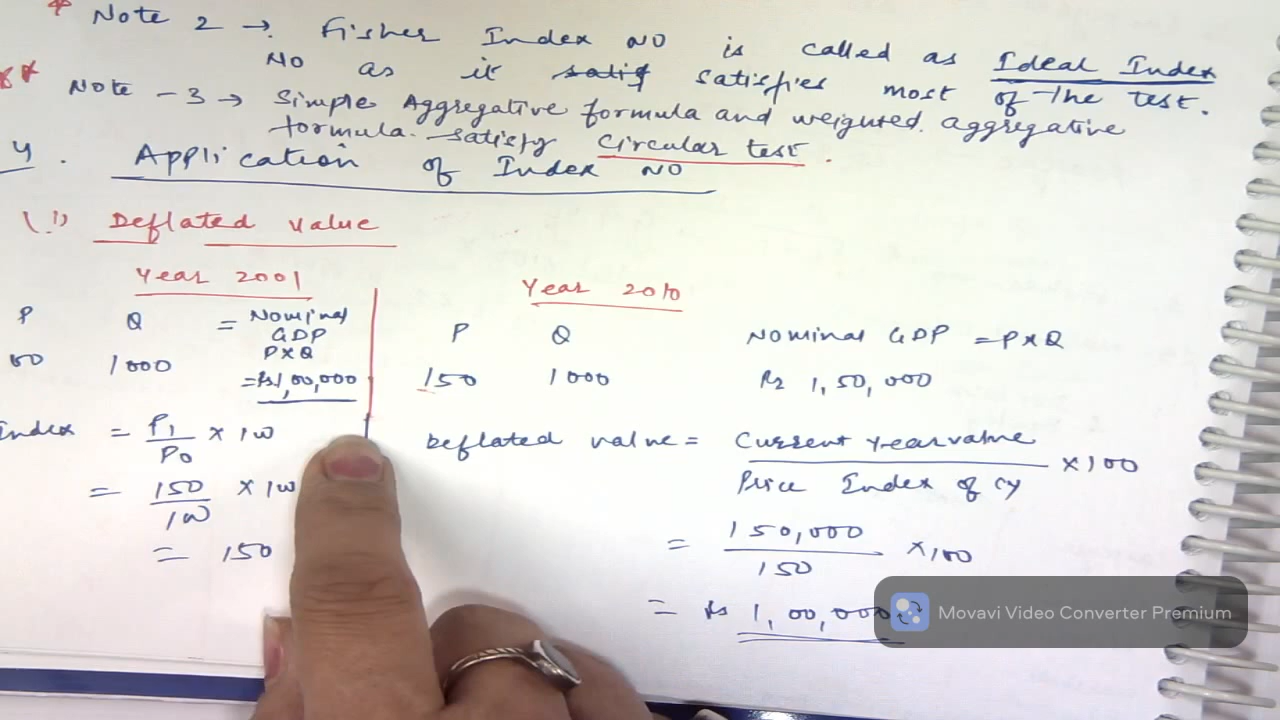 Note 2 → Fisher Index NO is called as Ideal Index
NO as it satisfies most of the test.
Note - 3 → Simple Aggregative formula and weighted aggregative
formula satisfy Circular test.
4. Application of Index NO
(1) Deflated value
Year 2001
P Q = Nominal GDP P×Q
00 1000 = Rs 1,00,000
Index = P1/P0 × 100
= 150/100 × 100
= 150
Year 2010
P Q Nominal GDP = P×Q
150 1000 Rs 1,50,000
Deflated value = Current year value / Price Index of CY × 100
= 150,000 / 150 × 100
= Rs 1,00,000
Movavi Video Converter Premium